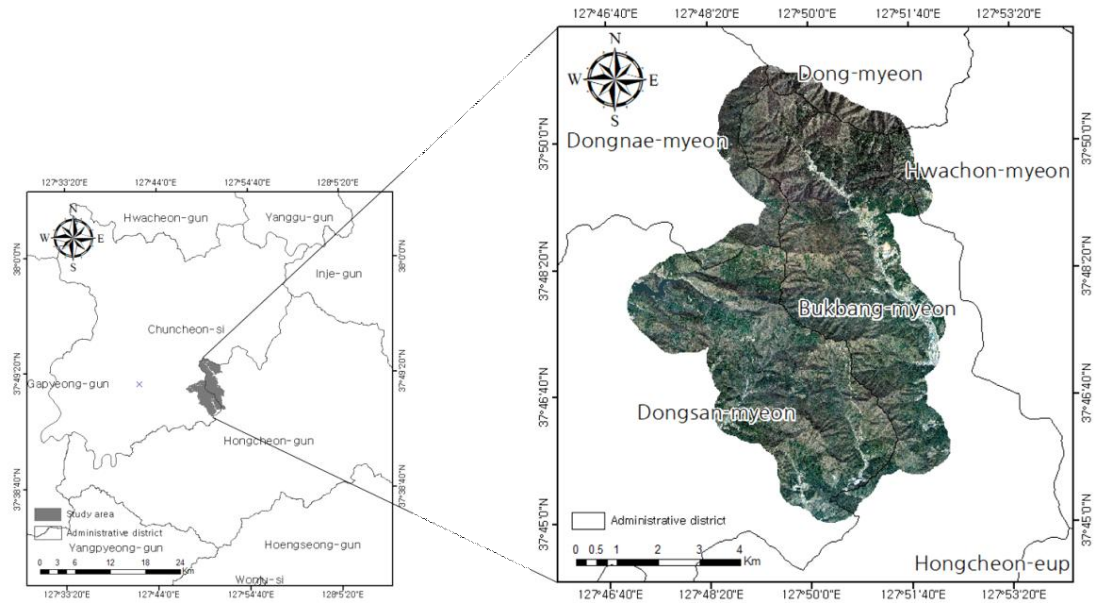 127°33'20"E 127°44'0"E 127°54'40"E 128°5'20"E
N
W E
S
Hwacheon-gun
Yanggu-gun
Inje-gun
Chuncheon-si
Gapyeong-gun
Hongcheon-gun
Study area
Administrative district
Yangpyeong-gun
Hoengseong-gun
Wonju-si
0 3 6 12 18 24
Km
38°0'0"N
37°49'20"N
37°38'40"N
38°0'0"N
37°49'20"N
127°33'20"E 127°44'0"E 127°54'40"E 128°5'20"E
127°46'40"E 127°48'20"E 127°50'0"E 127°51'40"E 127°53'20"E
N
W E
S
Dong-myeon
Dongnae-myeon
Hwachon-myeon
Bukbang-myeon
Dongsan-myeon
Administrative district
0 0.5 1 2 3 4
Km
Hongcheon-eup
37°50'0"N
37°48'20"N
37°46'40"N
37°45'0"N
37°50'0"N
37°48'20"N
37°46'40"N
37°45'0"N
127°46'40"E 127°48'20"E 127°50'0"E 127°51'40"E 127°53'20"E